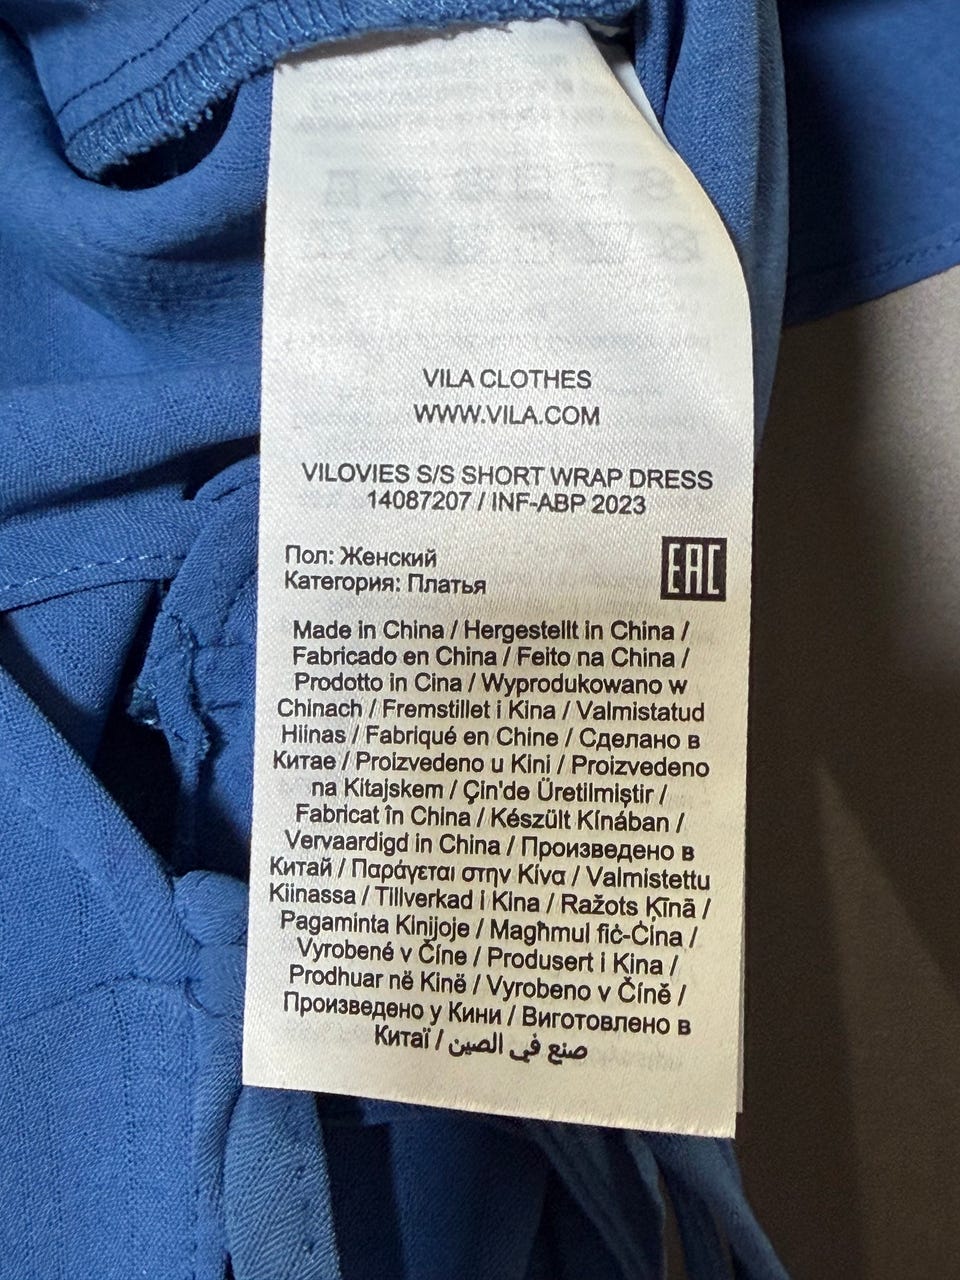 VILA CLOTHES
WWW.VILA.COM
VILOVIES S/S SHORT WRAP DRESS
14087207 / INF-ABP 2023
Пол: Женский
Категория: Платья
EAC
Made in China / Hergestellt in China /
Fabricado en China / Feito na China /
Prodotto in Cina / Wyprodukowano w
Chinach / Fremstillet i Kina / Valmistatud
Hiinas / Fabriqué en Chine / Сделано в
Китае / Proizvedeno u Kini / Proizvedeno
na Kitajskem / Çin'de Üretilmiştir /
Fabricat în China / Készült Kínában /
Vervaardigd in China / Произведено в
Китай / Παράγεται στην Κίνα / Valmistettu
Kiinassa / Tillverkad i Kina / Ražots Ķīnā /
Pagaminta Kinijoje / Magħmul fiċ-Ċina /
Vyrobené v Číne / Produsert i Kina /
Prodhuar në Kinë / Vyrobeno v Číně /
Произведено у Кини / Виготовлено в
Китаї / صنع في الصين